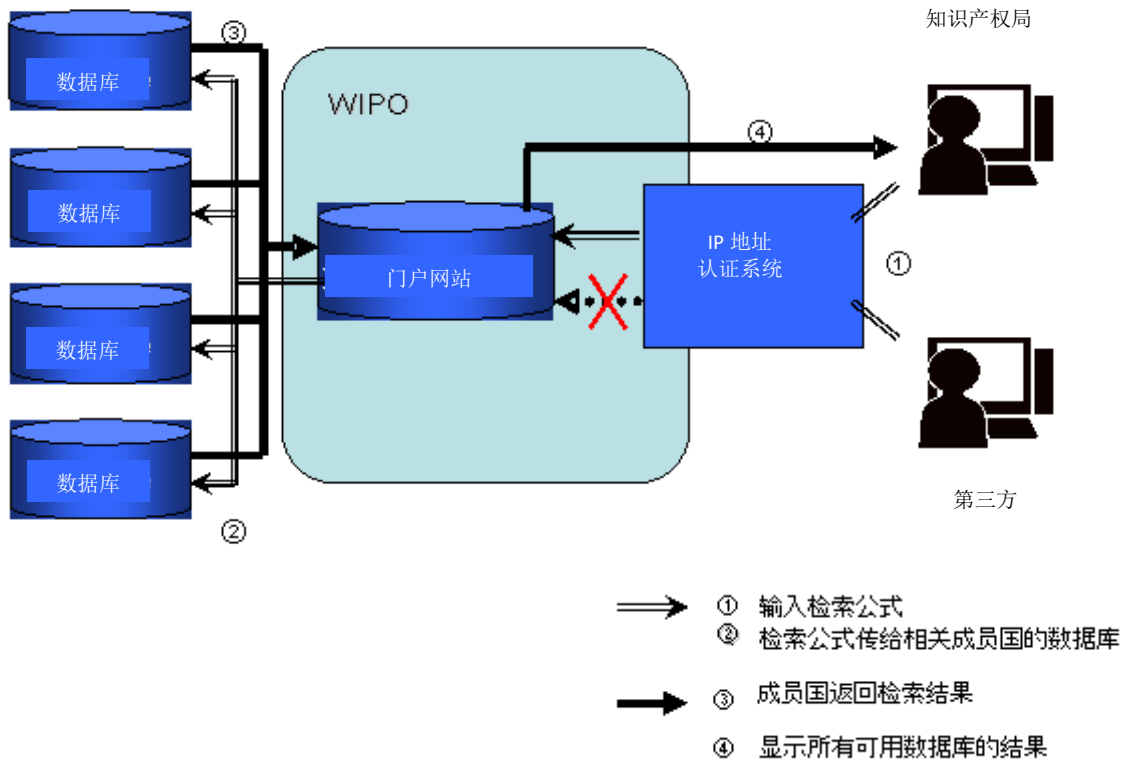 知识产权局
③
数据库
WIPO
④
数据库
IP 地址
认证系统
①
门户网站
数据库
数据库
第三方
②
① 输入检索公式
② 检索公式传给相关成员国的数据库
③ 成员国返回检索结果
④ 显示所有可用数据库的结果